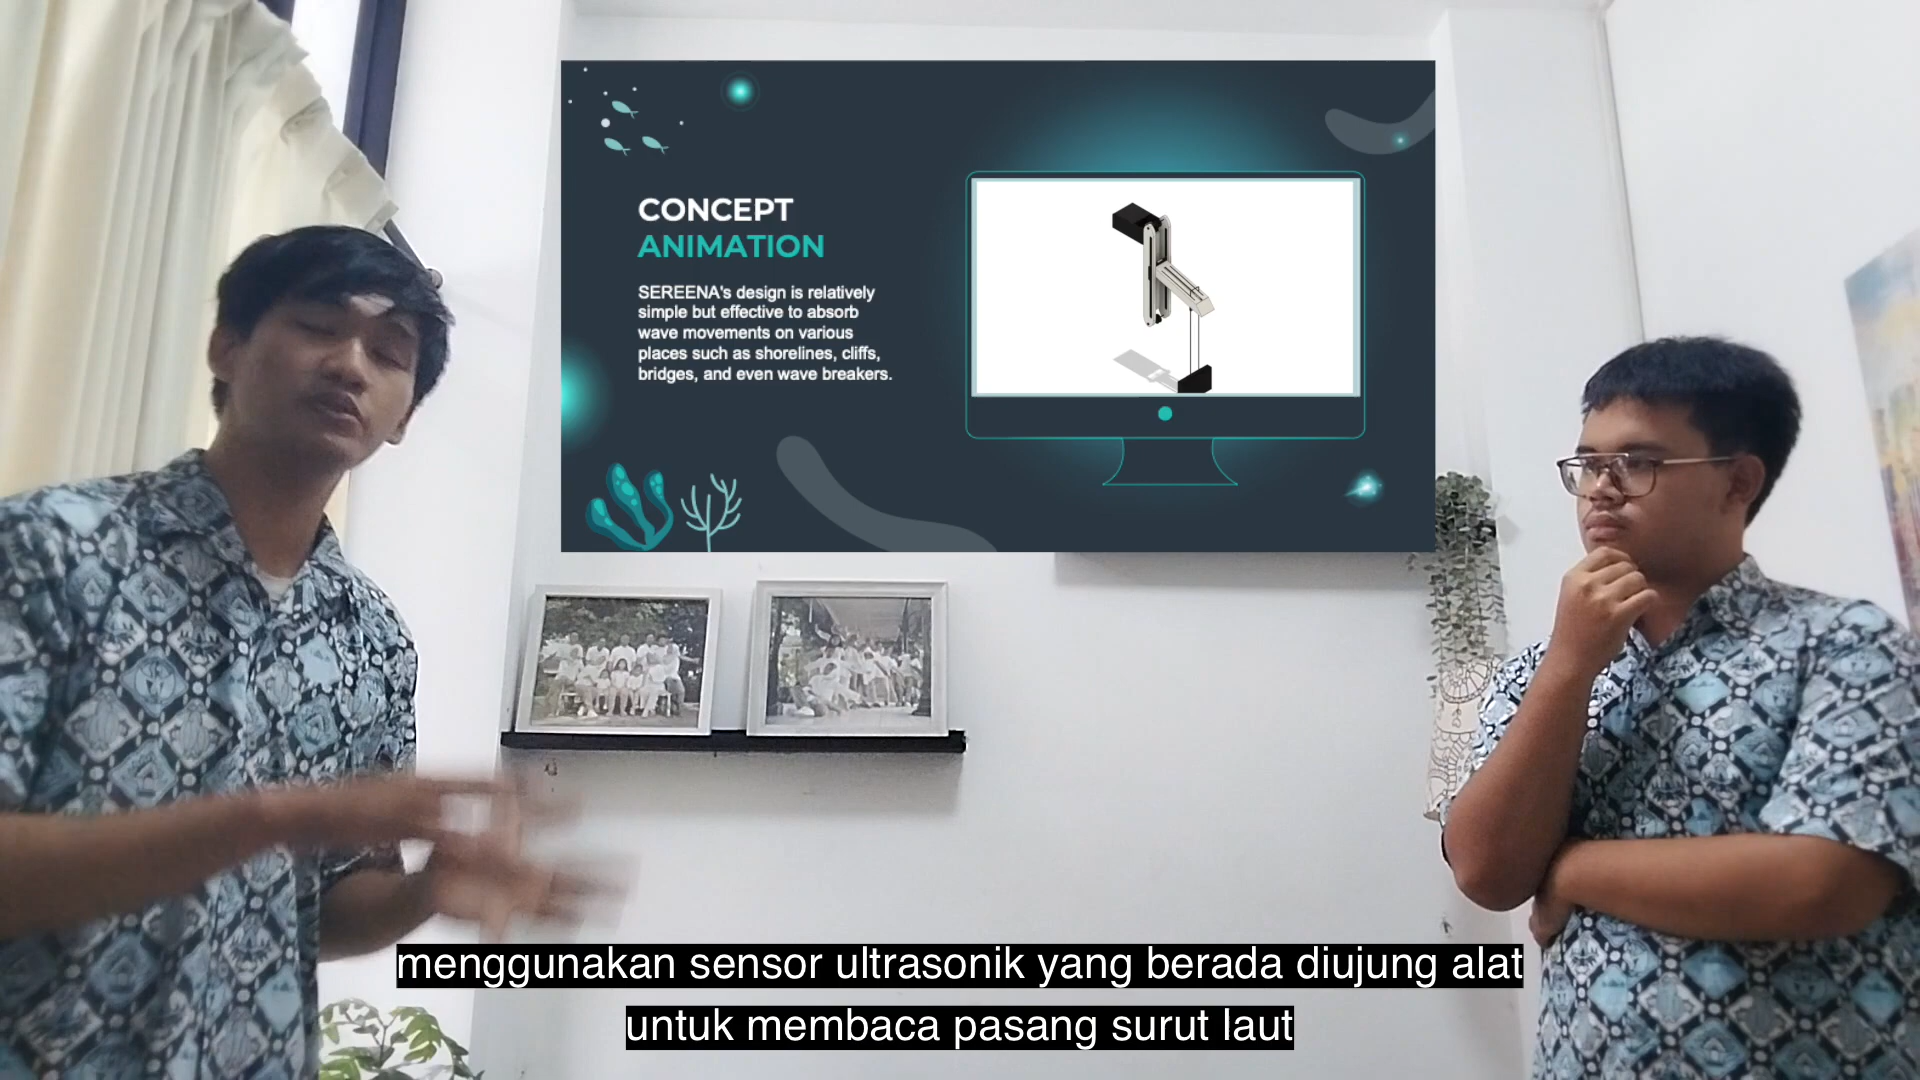 CONCEPT
ANIMATION
SEREENA's design is relatively
simple but effective to absorb
wave movements on various
places such as shorelines, cliffs,
bridges, and even wave breakers.
menggunakan sensor ultrasonik yang berada diujung alat
untuk membaca pasang surut laut